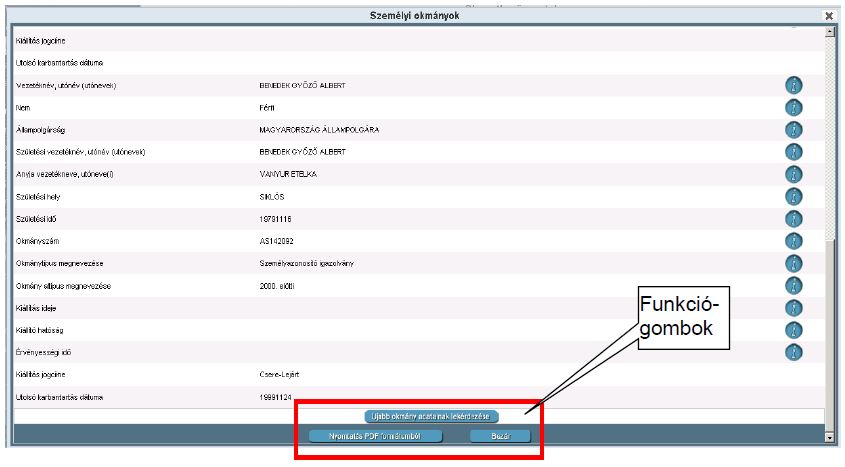 Személyi okmányok
Kiállítás jogcíme
Utolsó karbantartás dátuma
Vezetéknév, utónév (utónevek) BENEDEK GYŐZŐ ALBERT
Nem Férfi
Állampolgárság MAGYARORSZÁG ÁLLAMPOLGÁRA
Születési vezetéknév, utónév (utónevek) BENEDEK GYŐZŐ ALBERT
Anyja vezetékneve, utóneve(i) VANYUR ETELKA
Születési hely SIKLÓS
Születési idő 19791116
Okmányszám AS142092
Okmánytípus megnevezése Személyazonosító igazolvány
Okmány altípus megnevezése 2000. előtti
Kiállítás ideje
Kiállító hatóság
Érvényességi idő
Kiállítás jogcíme Csere-Lejárt
Utolsó karbantartás dátuma 19991124
Funkció-
gombok
Újabb okmány adatainak lekérdezése
Nyomtatás PDF formátumból Bezár